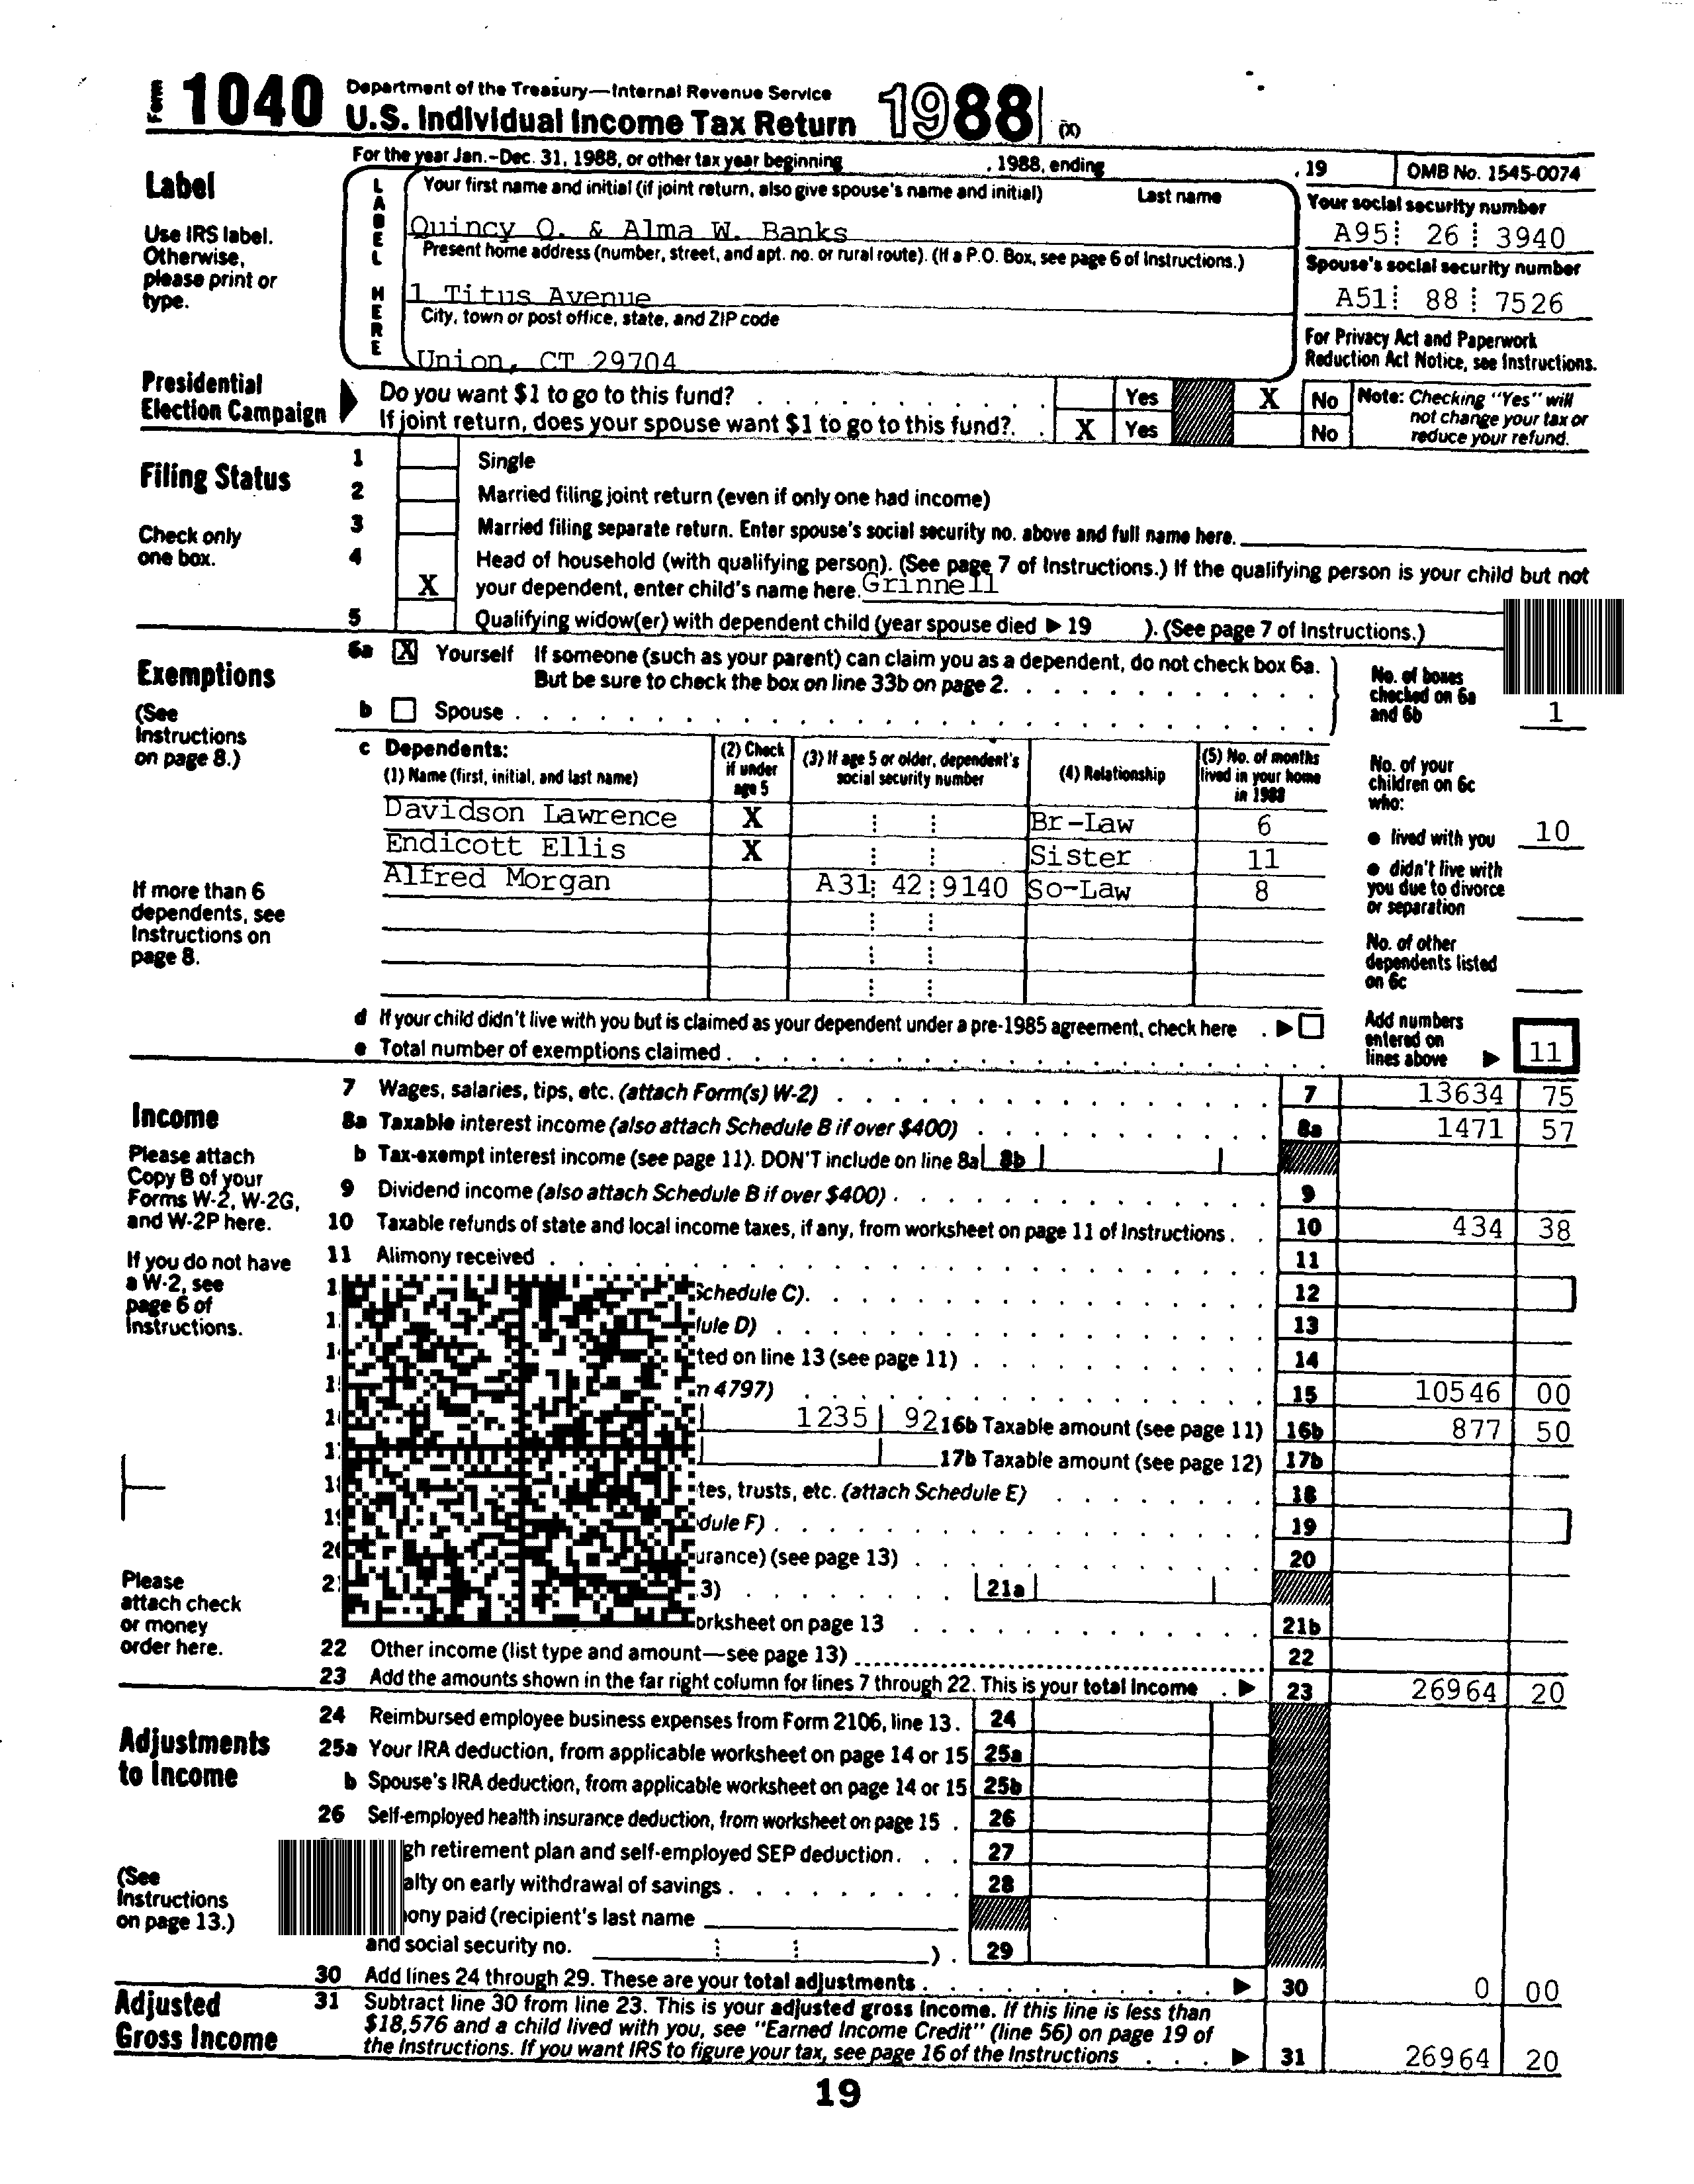 Form 1040 Department of the Treasury—Internal Revenue Service
U.S. Individual Income Tax Return 1988 (X)
For the year Jan.-Dec. 31, 1988, or other tax year beginning , 1988, ending , 19 OMB No. 1545-0074
Label
Use IRS label.
Otherwise,
please print or
type.
LABEL HERE
Your first name and initial (if joint return, also give spouse's name and initial) Last name
Quincy Q. & Alma W. Banks
Your social security number
A95 26 3940
Present home address (number, street, and apt. no. or rural route). (If a P.O. Box, see page 6 of Instructions.)
1 Titus Avenue
Spouse's social security number
A51 88 7526
City, town or post office, state, and ZIP code
Union, CT 29704
For Privacy Act and Paperwork
Reduction Act Notice, see Instructions.
Presidential
Election Campaign
Do you want $1 to go to this fund? Yes X No
If joint return, does your spouse want $1 to go to this fund? X Yes No
Note: Checking "Yes" will
not change your tax or
reduce your refund.
Filing Status
Check only
one box.
1 Single
2 Married filing joint return (even if only one had income)
3 Married filing separate return. Enter spouse's social security no. above and full name here.
4 Head of household (with qualifying person). (See page 7 of Instructions.) If the qualifying person is your child but not
X your dependent, enter child's name here. Grinnell
5 Qualifying widow(er) with dependent child (year spouse died ▶ 19 ). (See page 7 of Instructions.)
Exemptions
(See
Instructions
on page 8.)
6a X Yourself If someone (such as your parent) can claim you as a dependent, do not check box 6a.
But be sure to check the box on line 33b on page 2.
b Spouse
No. of boxes
checked on 6a
and 6b 1
c Dependents:
(1) Name (first, initial, and last name)
(2) Check
if under
age 5
(3) If age 5 or older, dependent's
social security number
(4) Relationship
(5) No. of months
lived in your home
in 1988
Davidson Lawrence X Br-Law 6
Endicott Ellis X Sister 11
Alfred Morgan A31 42 9140 So-Law 8
If more than 6
dependents, see
Instructions on
page 8.
No. of your
children on 6c
who:
● lived with you 10
● didn't live with
you due to divorce
or separation
No. of other
dependents listed
on 6c
d If your child didn't live with you but is claimed as your dependent under a pre-1985 agreement, check here ▶
e Total number of exemptions claimed
Add numbers
entered on
lines above ▶ 11
Income
Please attach
Copy B of your
Forms W-2, W-2G,
and W-2P here.
If you do not have
a W-2, see
page 6 of
Instructions.
Please
attach check
or money
order here.
7 Wages, salaries, tips, etc. (attach Form(s) W-2) 7 13634 75
8a Taxable interest income (also attach Schedule B if over $400) 8a 1471 57
b Tax-exempt interest income (see page 11). DON'T include on line 8a 8b
9 Dividend income (also attach Schedule B if over $400) 9
10 Taxable refunds of state and local income taxes, if any, from worksheet on page 11 of Instructions 10 434 38
11 Alimony received 11
Schedule C) 12
D) 13
on line 13 (see page 11) 14
4797) 15 10546 00
1235 92 16b Taxable amount (see page 11) 16b 877 50
17b Taxable amount (see page 12) 17b
trusts, etc. (attach Schedule E) 18
F) 19
(see page 13) 20
21a
on page 13 21b
22 Other income (list type and amount—see page 13) 22
23 Add the amounts shown in the far right column for lines 7 through 22. This is your total income ▶ 23 26964 20
Adjustments
to Income
(See
Instructions
on page 13.)
24 Reimbursed employee business expenses from Form 2106, line 13. 24
25a Your IRA deduction, from applicable worksheet on page 14 or 15 25a
b Spouse's IRA deduction, from applicable worksheet on page 14 or 15 25b
26 Self-employed health insurance deduction, from worksheet on page 15 26
retirement plan and self-employed SEP deduction 27
on early withdrawal of savings 28
paid (recipient's last name
and social security no. ) 29
30 Add lines 24 through 29. These are your total adjustments ▶ 30 0 00
Adjusted
Gross Income
31 Subtract line 30 from line 23. This is your adjusted gross income. If this line is less than
$18,576 and a child lived with you, see "Earned Income Credit" (line 56) on page 19 of
the Instructions. If you want IRS to figure your tax, see page 16 of the Instructions ▶ 31 26964 20
19